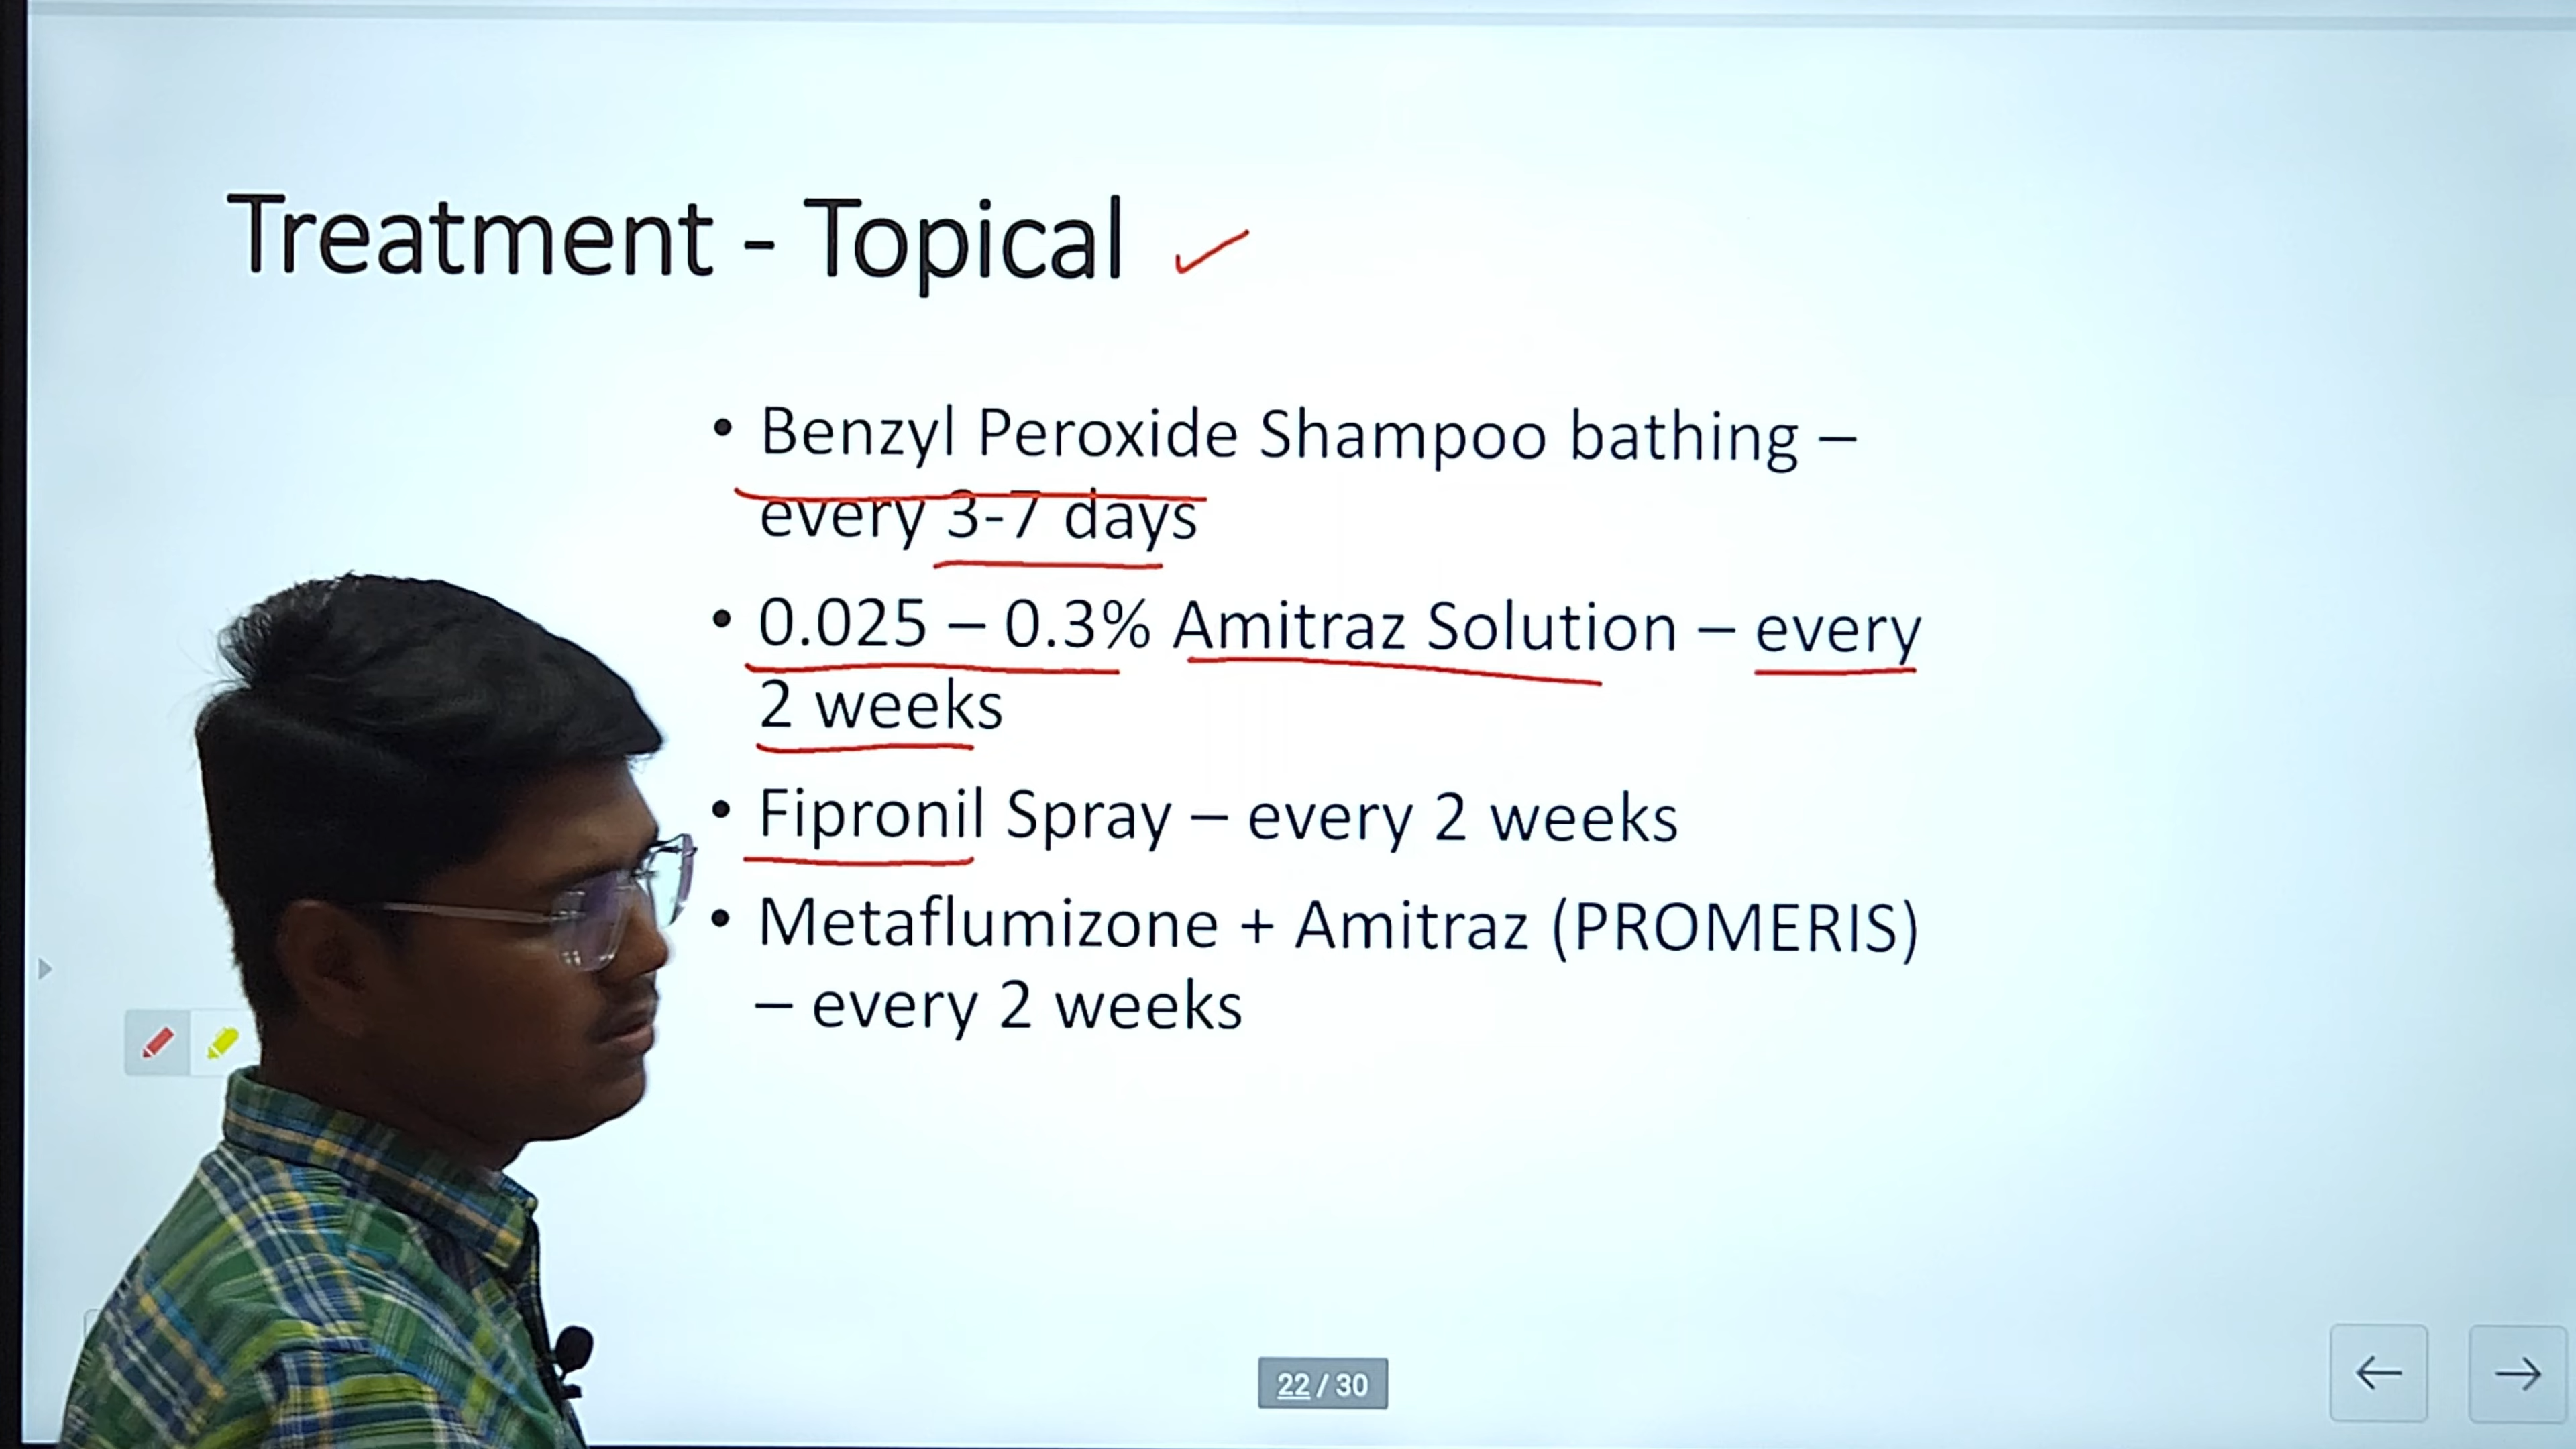 Treatment - Topical
• Benzyl Peroxide Shampoo bathing –
every 3-7 days
• 0.025 – 0.3% Amitraz Solution – every
2 weeks
• Fipronil Spray – every 2 weeks
• Metaflumizone + Amitraz (PROMERIS)
– every 2 weeks
22 / 30